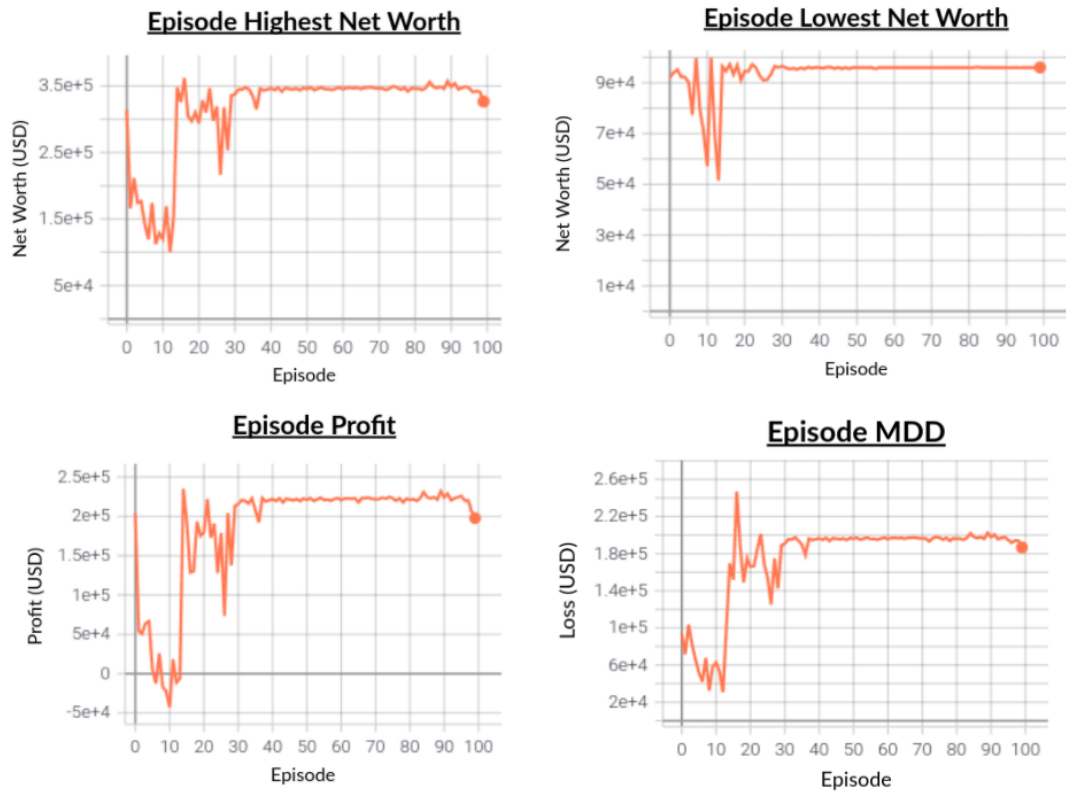 Episode Highest Net Worth
Net Worth (USD)
3.5e+5
2.5e+5
1.5e+5
5e+4
0 10 20 30 40 50 60 70 80 90 100
Episode
Episode Lowest Net Worth
Net Worth (USD)
9e+4
7e+4
5e+4
3e+4
1e+4
0 10 20 30 40 50 60 70 80 90 100
Episode
Episode Profit
Profit (USD)
2.5e+5
2e+5
1.5e+5
1e+5
5e+4
0
-5e+4
0 10 20 30 40 50 60 70 80 90 100
Episode
Episode MDD
Loss (USD)
2.6e+5
2.2e+5
1.8e+5
1.4e+5
1e+5
6e+4
2e+4
0 10 20 30 40 50 60 70 80 90 100
Episode